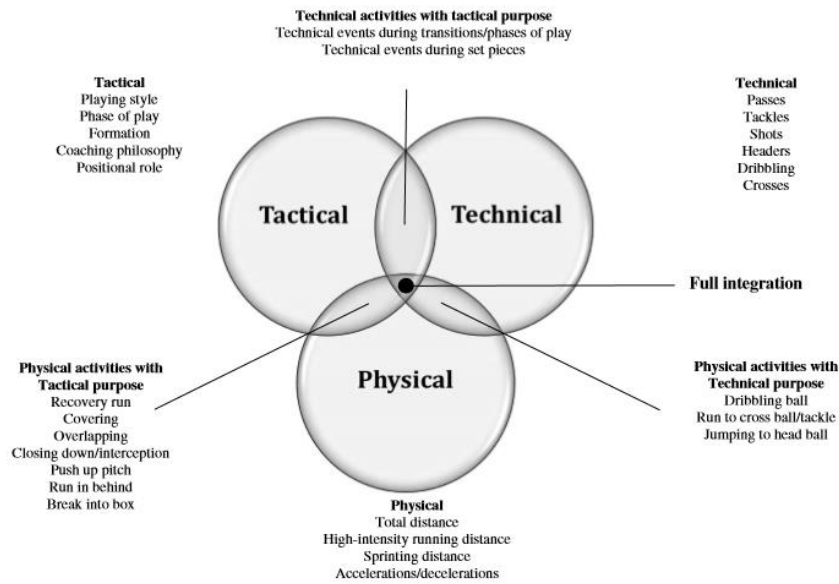 Technical activities with tactical purpose
Technical events during transitions/phases of play
Technical events during set pieces
Tactical
Playing style
Phase of play
Formation
Coaching philosophy
Positional role
Technical
Passes
Tackles
Shots
Headers
Dribbling
Crosses
Tactical
Technical
Full integration
Physical
Physical activities with
Tactical purpose
Recovery run
Covering
Overlapping
Closing down/interception
Push up pitch
Run in behind
Break into box
Physical activities with
Technical purpose
Dribbling ball
Run to cross ball/tackle
Jumping to head ball
Physical
Total distance
High-intensity running distance
Sprinting distance
Accelerations/decelerations